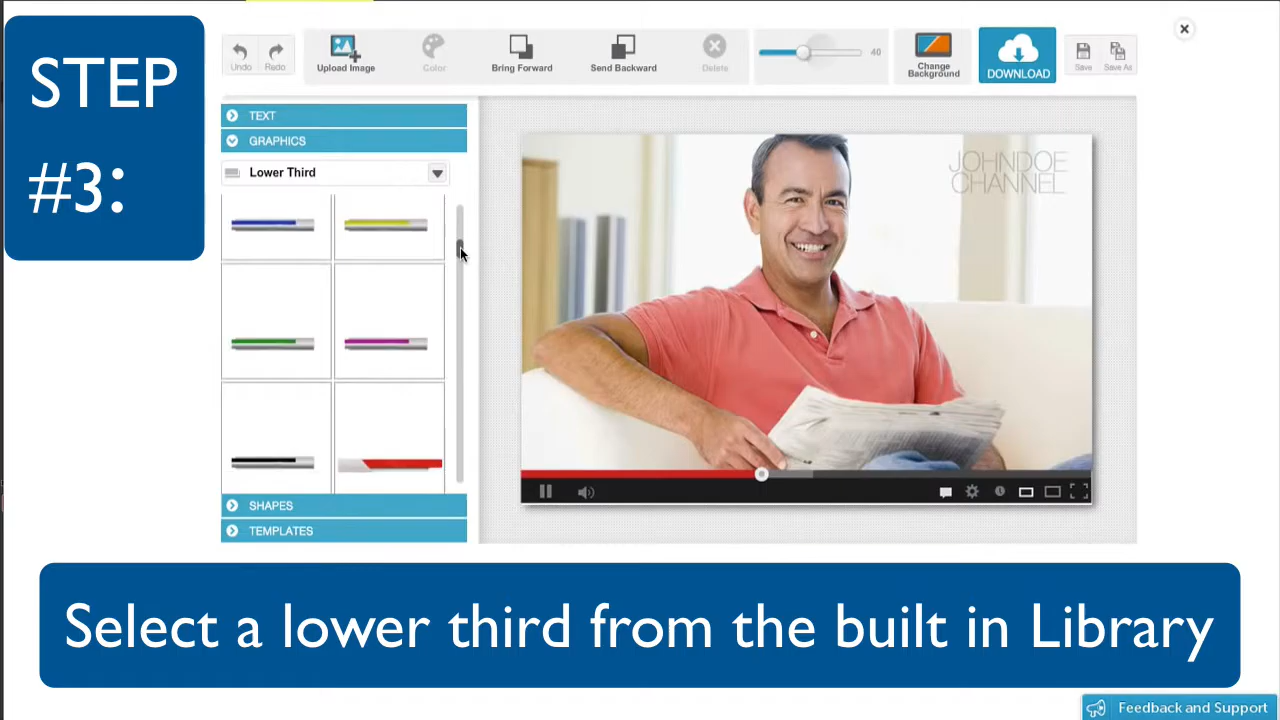 STEP
#3:
Undo
Redo
Upload Image
Color
Bring Forward
Send Backward
Delete
40
Change
Background
DOWNLOAD
Save
Save As
TEXT
GRAPHICS
Lower Third
JOHNDOE
CHANNEL
SHAPES
TEMPLATES
Select a lower third from the built in Library
Feedback and Support